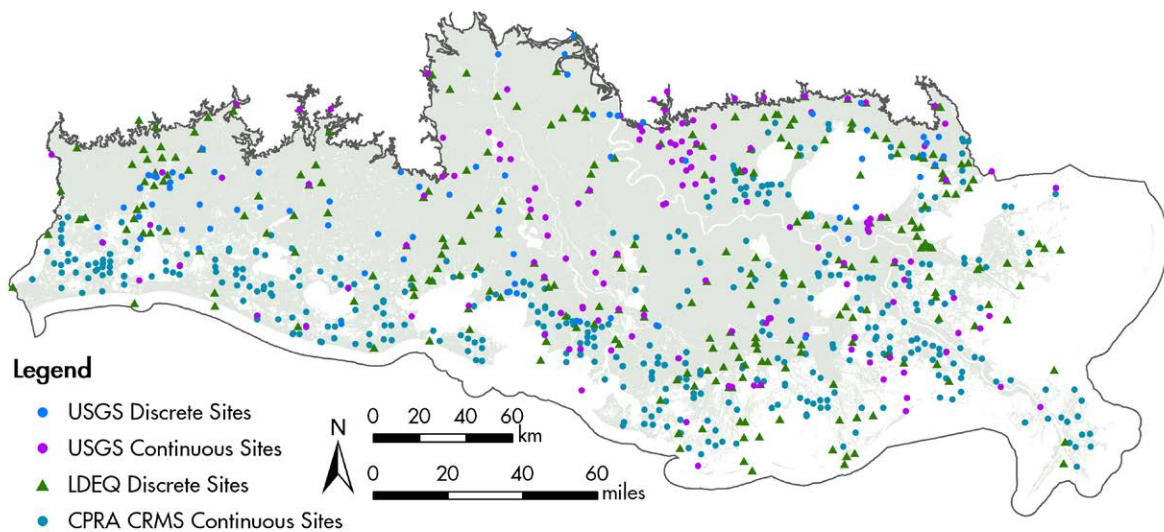 Legend
USGS Discrete Sites
USGS Continuous Sites
LDEQ Discrete Sites
CPRA CRMS Continuous Sites
N
0 20 40 60
km
0 20 40 60
miles